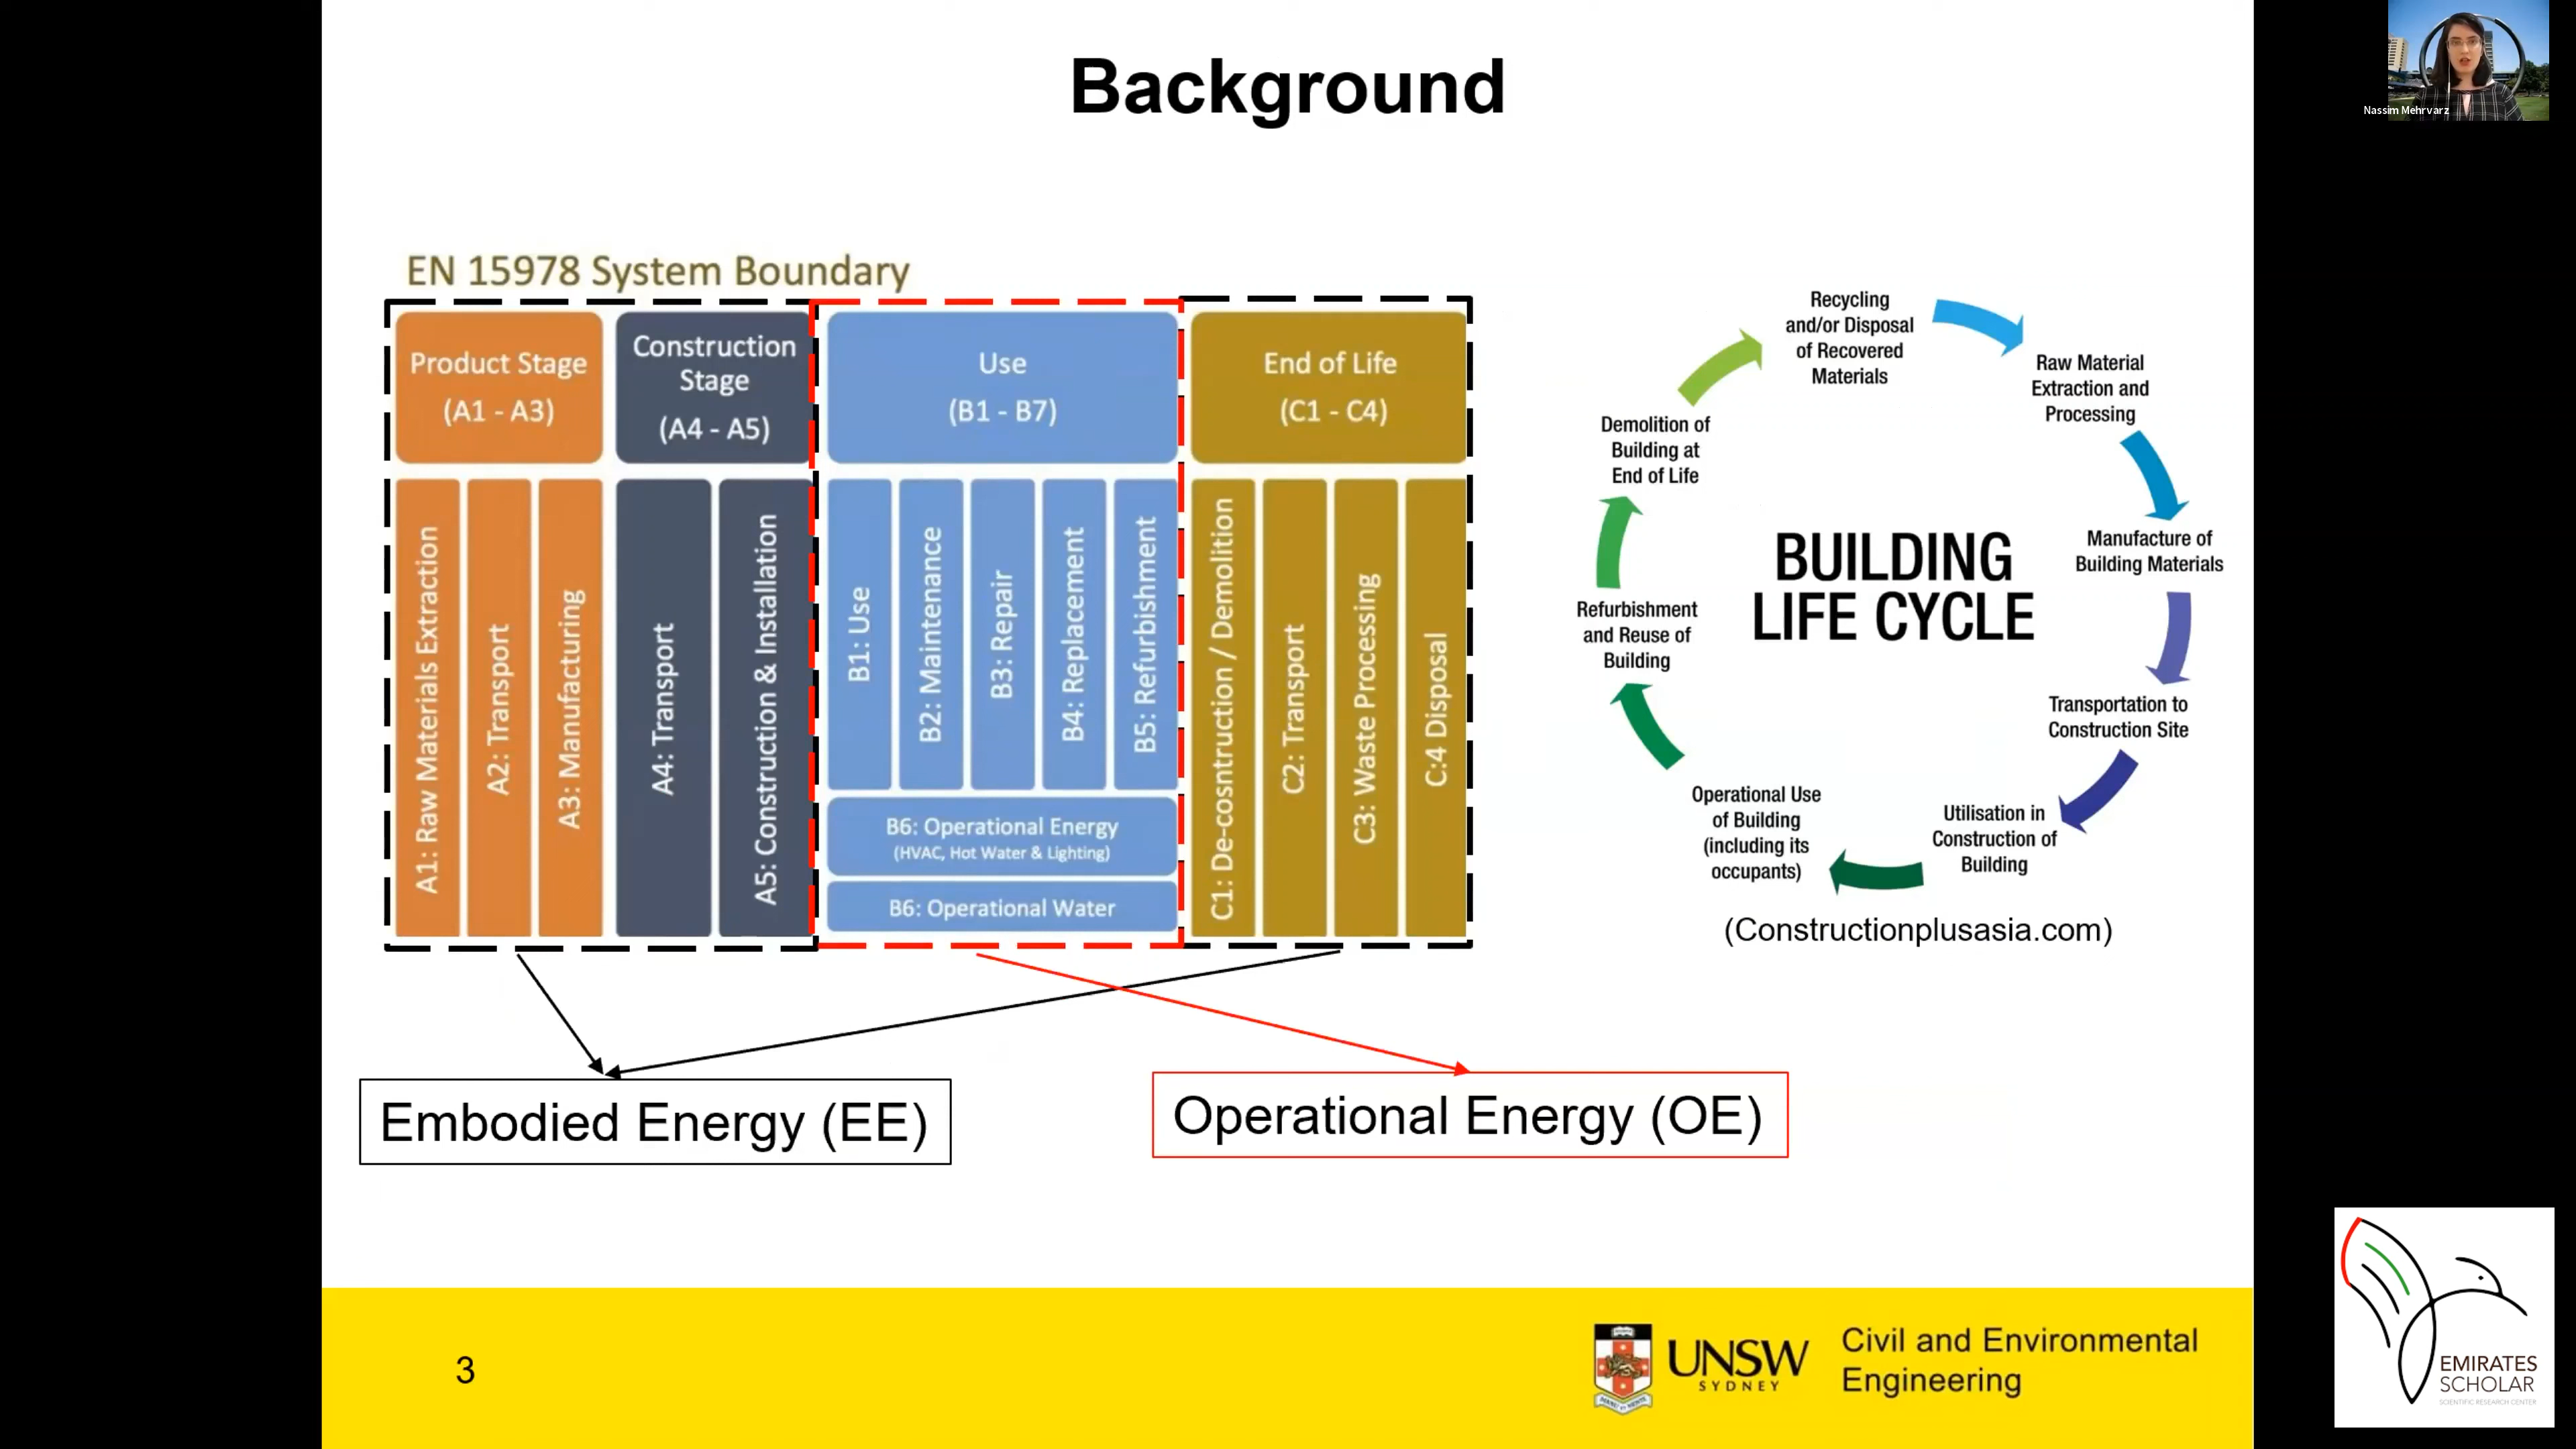 Background
Nassim Mehrvarz
EN 15978 System Boundary
Product Stage
(A1 - A3)
Construction
Stage
(A4 - A5)
Use
(B1 - B7)
End of Life
(C1 - C4)
A1: Raw Materials Extraction
A2: Transport
A3: Manufacturing
A4: Transport
A5: Construction & Installation
B1: Use
B2: Maintenance
B3: Repair
B4: Replacement
B5: Refurbishment
B6: Operational Energy
(HVAC, Hot Water & Lighting)
B6: Operational Water
C1: De-cosntruction / Demolition
C2: Transport
C3: Waste Processing
C:4 Disposal
Embodied Energy (EE)
Operational Energy (OE)
BUILDING
LIFE CYCLE
Recycling
and/or Disposal
of Recovered
Materials
Raw Material
Extraction and
Processing
Manufacture of
Building Materials
Transportation to
Construction Site
Utilisation in
Construction of
Building
Operational Use
of Building
(including its
occupants)
Refurbishment
and Reuse of
Building
Demolition of
Building at
End of Life
(Constructionplusasia.com)
3
UNSW
SYDNEY
Civil and Environmental
Engineering
EMIRATES
SCHOLAR
SCIENTIFIC RESEARCH CENTER